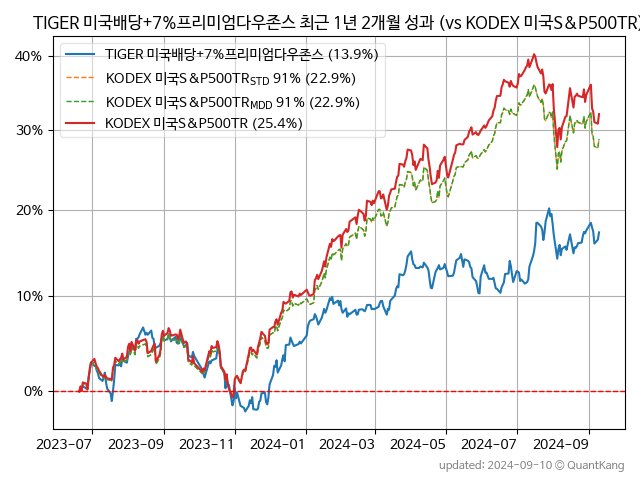 TIGER 미국배당+7%프리미엄다우존스 최근 1년 2개월 성과 (vs KODEX 미국S&P500TR)
TIGER 미국배당+7%프리미엄다우존스 (13.9%)
KODEX 미국S&P500TR_STD 91% (22.9%)
KODEX 미국S&P500TR_MDD 91% (22.9%)
KODEX 미국S&P500TR (25.4%)
40%
30%
20%
10%
0%
2023-07 2023-09 2023-11 2024-01 2024-03 2024-05 2024-07 2024-09
updated: 2024-09-10 © QuantKang